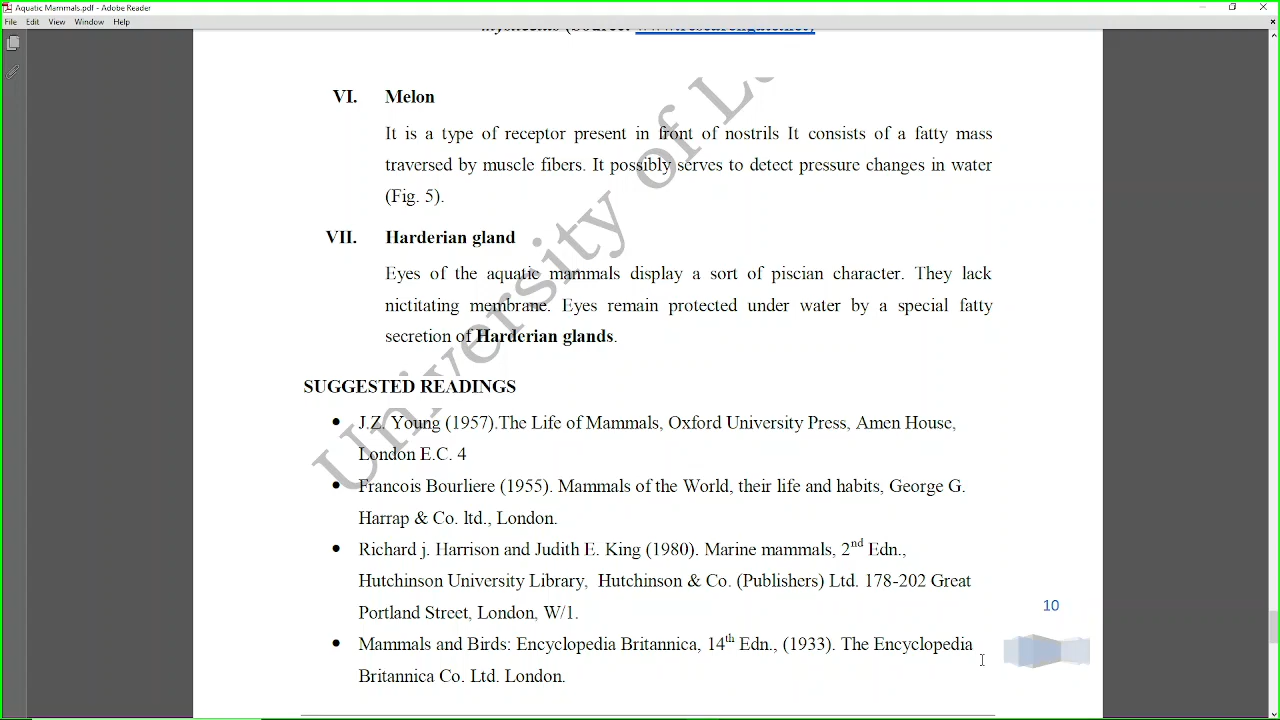 Aquatic Mammals.pdf - Adobe Reader
File Edit View Window Help
VI. Melon
It is a type of receptor present in front of nostrils It consists of a fatty mass
traversed by muscle fibers. It possibly serves to detect pressure changes in water
(Fig. 5).
VII. Harderian gland
Eyes of the aquatic mammals display a sort of piscian character. They lack
nictitating membrane. Eyes remain protected under water by a special fatty
secretion of Harderian glands.
SUGGESTED READINGS
• J.Z. Young (1957).The Life of Mammals, Oxford University Press, Amen House,
London E.C. 4
• Francois Bourliere (1955). Mammals of the World, their life and habits, George G.
Harrap & Co. ltd., London.
• Richard j. Harrison and Judith E. King (1980). Marine mammals, 2nd Edn.,
Hutchinson University Library, Hutchinson & Co. (Publishers) Ltd. 178-202 Great
Portland Street, London, W/1.
• Mammals and Birds: Encyclopedia Britannica, 14th Edn., (1933). The Encyclopedia
Britannica Co. Ltd. London.
10
University of